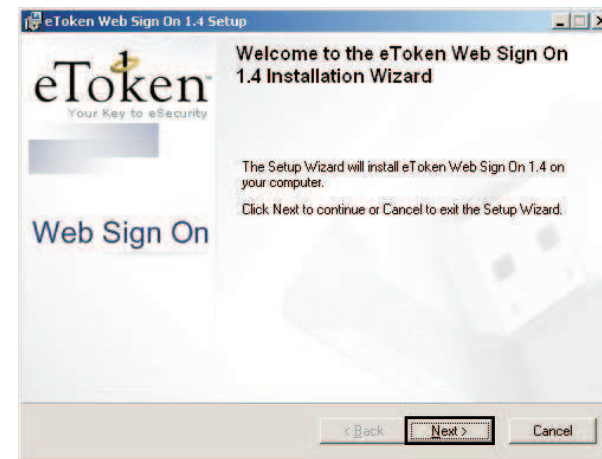 eToken Web Sign On 1.4 Setup
eToken
Your Key to eSecurity
Web Sign On
Welcome to the eToken Web Sign On
1.4 Installation Wizard
The Setup Wizard will install eToken Web Sign On 1.4 on
your computer.
Click Next to continue or Cancel to exit the Setup Wizard.
< Back
Next >
Cancel